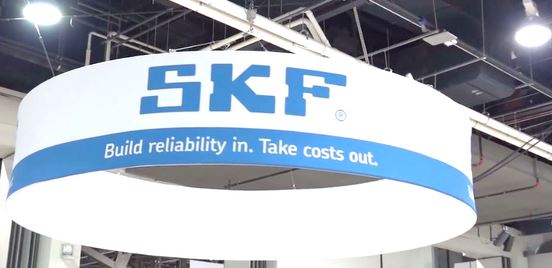 SKF®
Build reliability in. Take costs out.